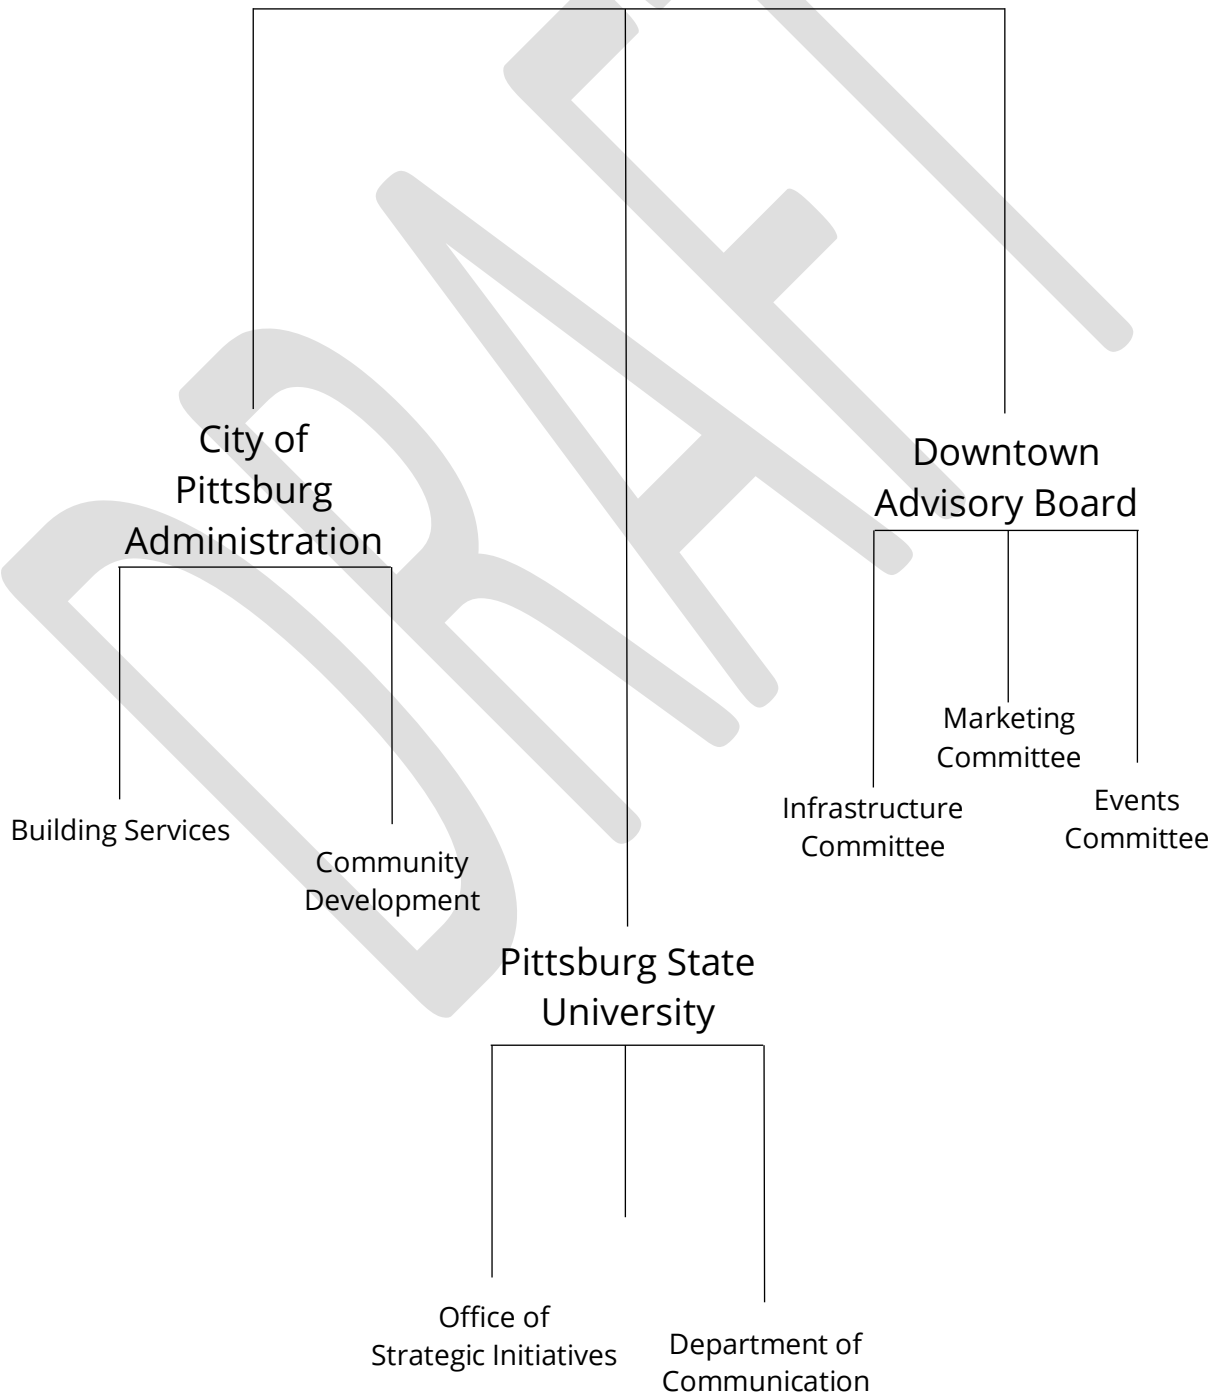 DRAFT
City of
Pittsburg
Administration
Downtown
Advisory Board
Building Services
Community
Development
Marketing
Committee
Infrastructure
Committee
Events
Committee
Pittsburg State
University
Office of
Strategic Initiatives
Department of
Communication